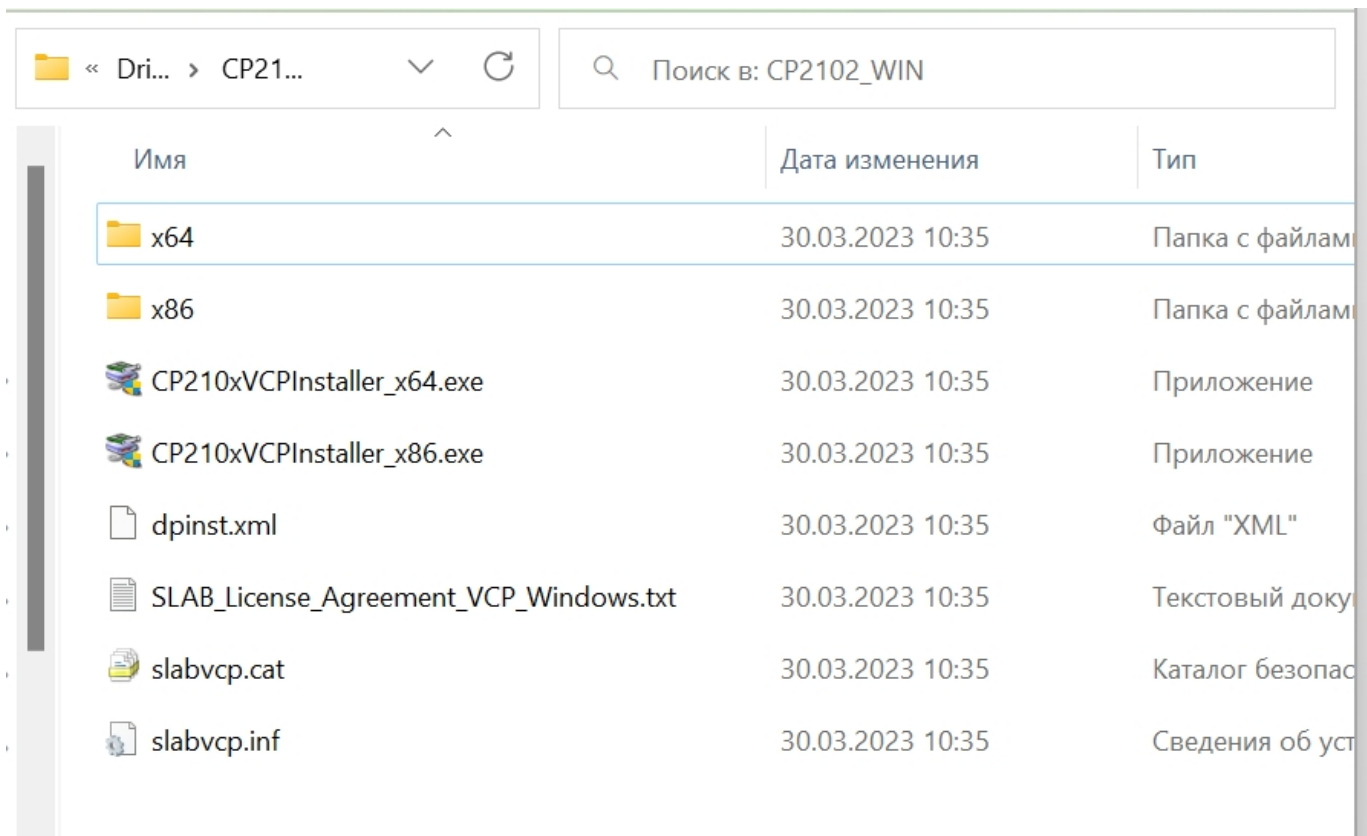 « Dri... › CP21...
Поиск в: CP2102_WIN
Имя Дата изменения Тип
x64 30.03.2023 10:35 Папка с файлами
x86 30.03.2023 10:35 Папка с файлами
CP210xVCPInstaller_x64.exe 30.03.2023 10:35 Приложение
CP210xVCPInstaller_x86.exe 30.03.2023 10:35 Приложение
dpinst.xml 30.03.2023 10:35 Файл "XML"
SLAB_License_Agreement_VCP_Windows.txt 30.03.2023 10:35 Текстовый доку
slabvcp.cat 30.03.2023 10:35 Каталог безопас
slabvcp.inf 30.03.2023 10:35 Сведения об уст